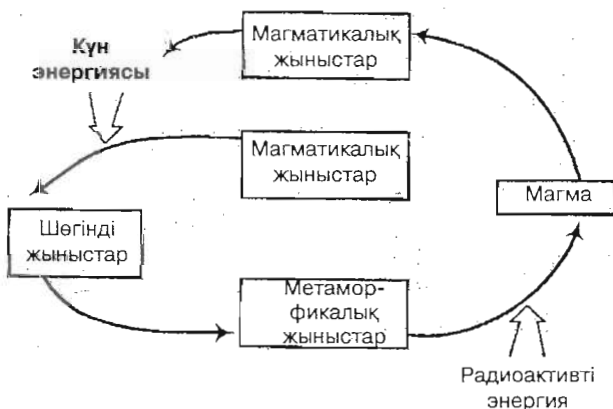 Күн
энергиясы
Магматикалық
жыныстар
Магматикалық
жыныстар
Магма
Шөгінді
жыныстар
Метамор-
фикалық
жыныстар
Радиоактивті
энергия